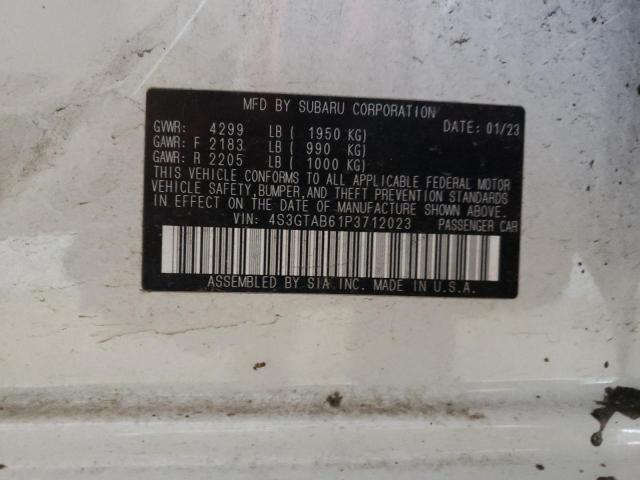 MFD BY SUBARU CORPORATION
GVWR: 4299 LB ( 1950 KG) DATE: 01/23
GAWR: F 2183 LB ( 990 KG)
GAWR: R 2205 LB ( 1000 KG)
THIS VEHICLE CONFORMS TO ALL APPLICABLE FEDERAL MOTOR
VEHICLE SAFETY, BUMPER, AND THEFT PREVENTION STANDARDS
IN EFFECT ON THE DATE OF MANUFACTURE SHOWN ABOVE.
VIN: 4S3GTAB61P3712023 PASSENGER CAR
ASSEMBLED BY SIA INC. MADE IN U.S.A.